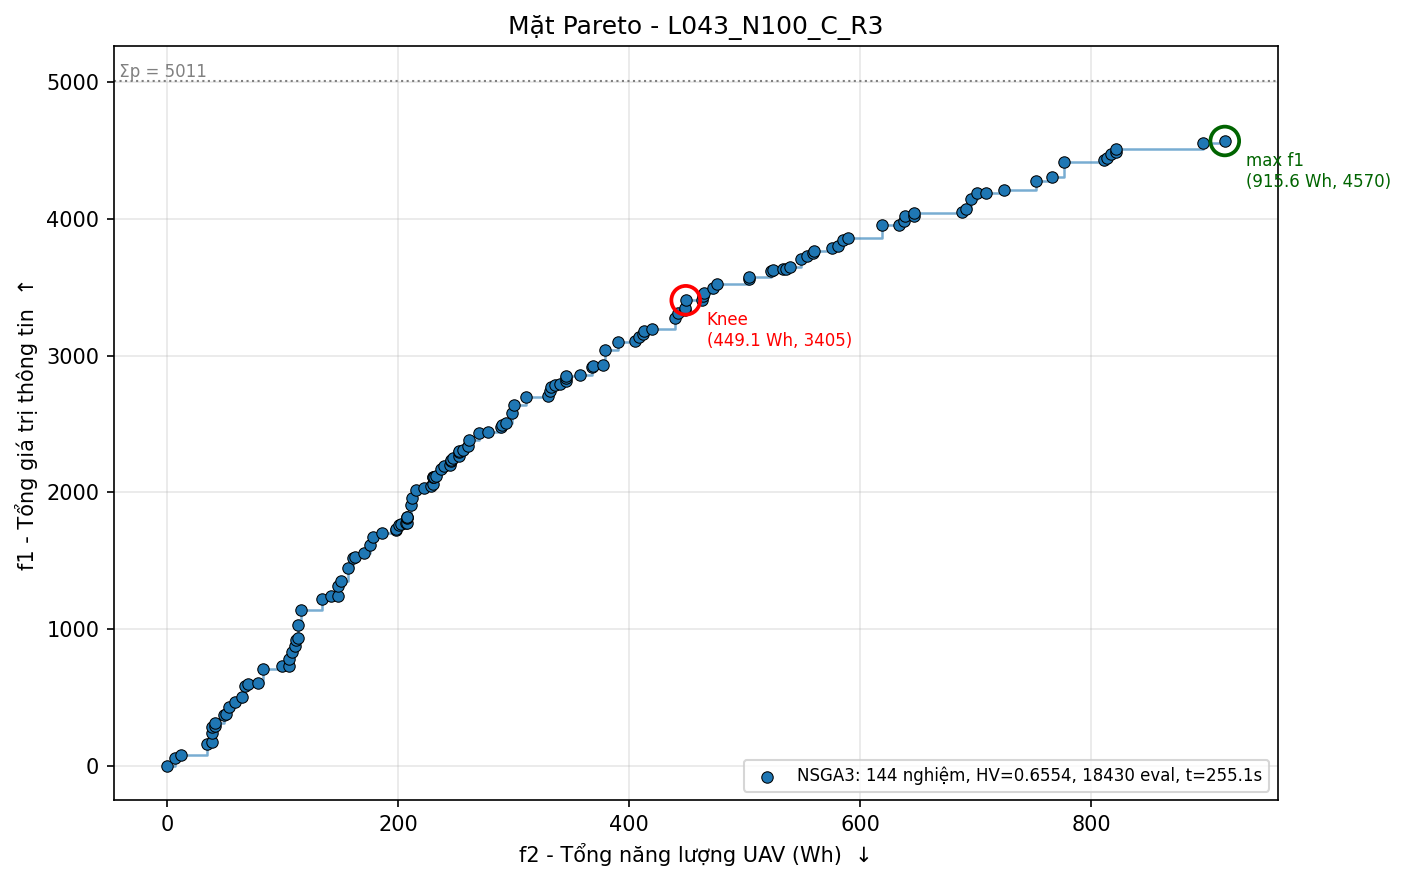 Mặt Pareto - L043_N100_C_R3
Σp = 5011
5000
4000
3000
2000
1000
0
f1 - Tổng giá trị thông tin ↑
max f1
(915.6 Wh, 4570)
Knee
(449.1 Wh, 3405)
NSGA3: 144 nghiệm, HV=0.6554, 18430 eval, t=255.1s
0 200 400 600 800
f2 - Tổng năng lượng UAV (Wh) ↓